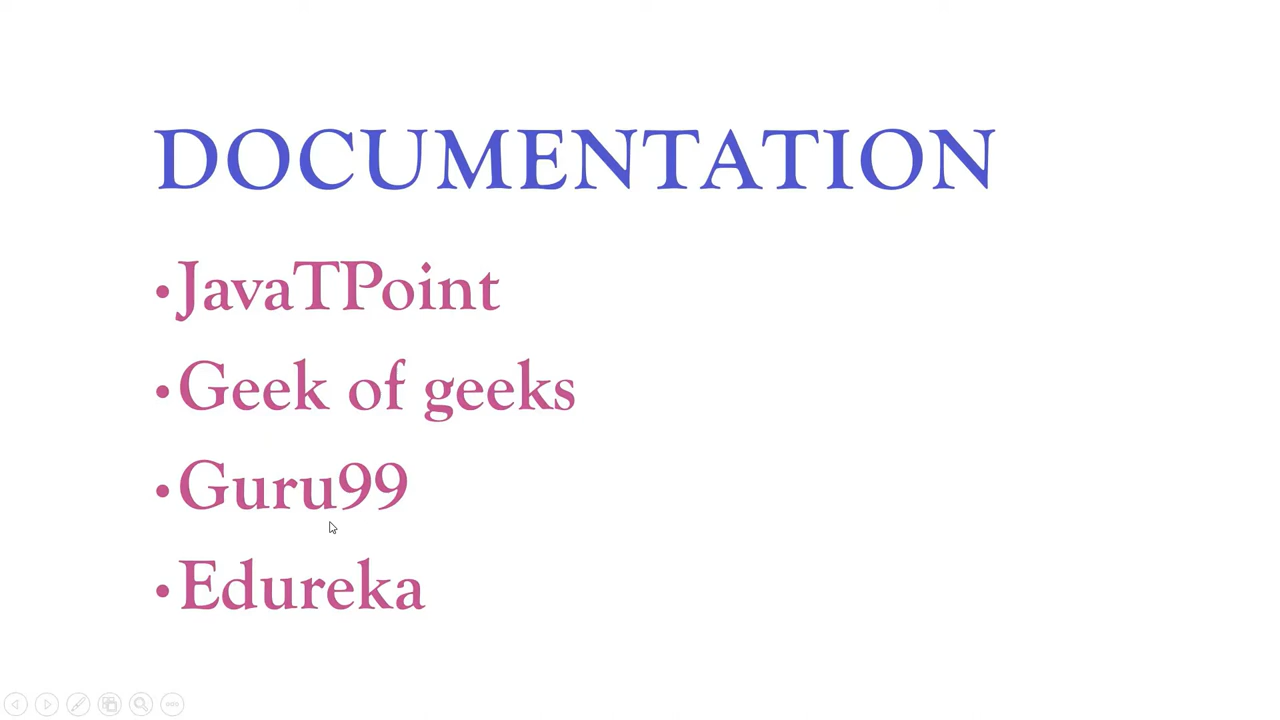 DOCUMENTATION
•JavaTPoint
•Geek of geeks
•Guru99
•Edureka